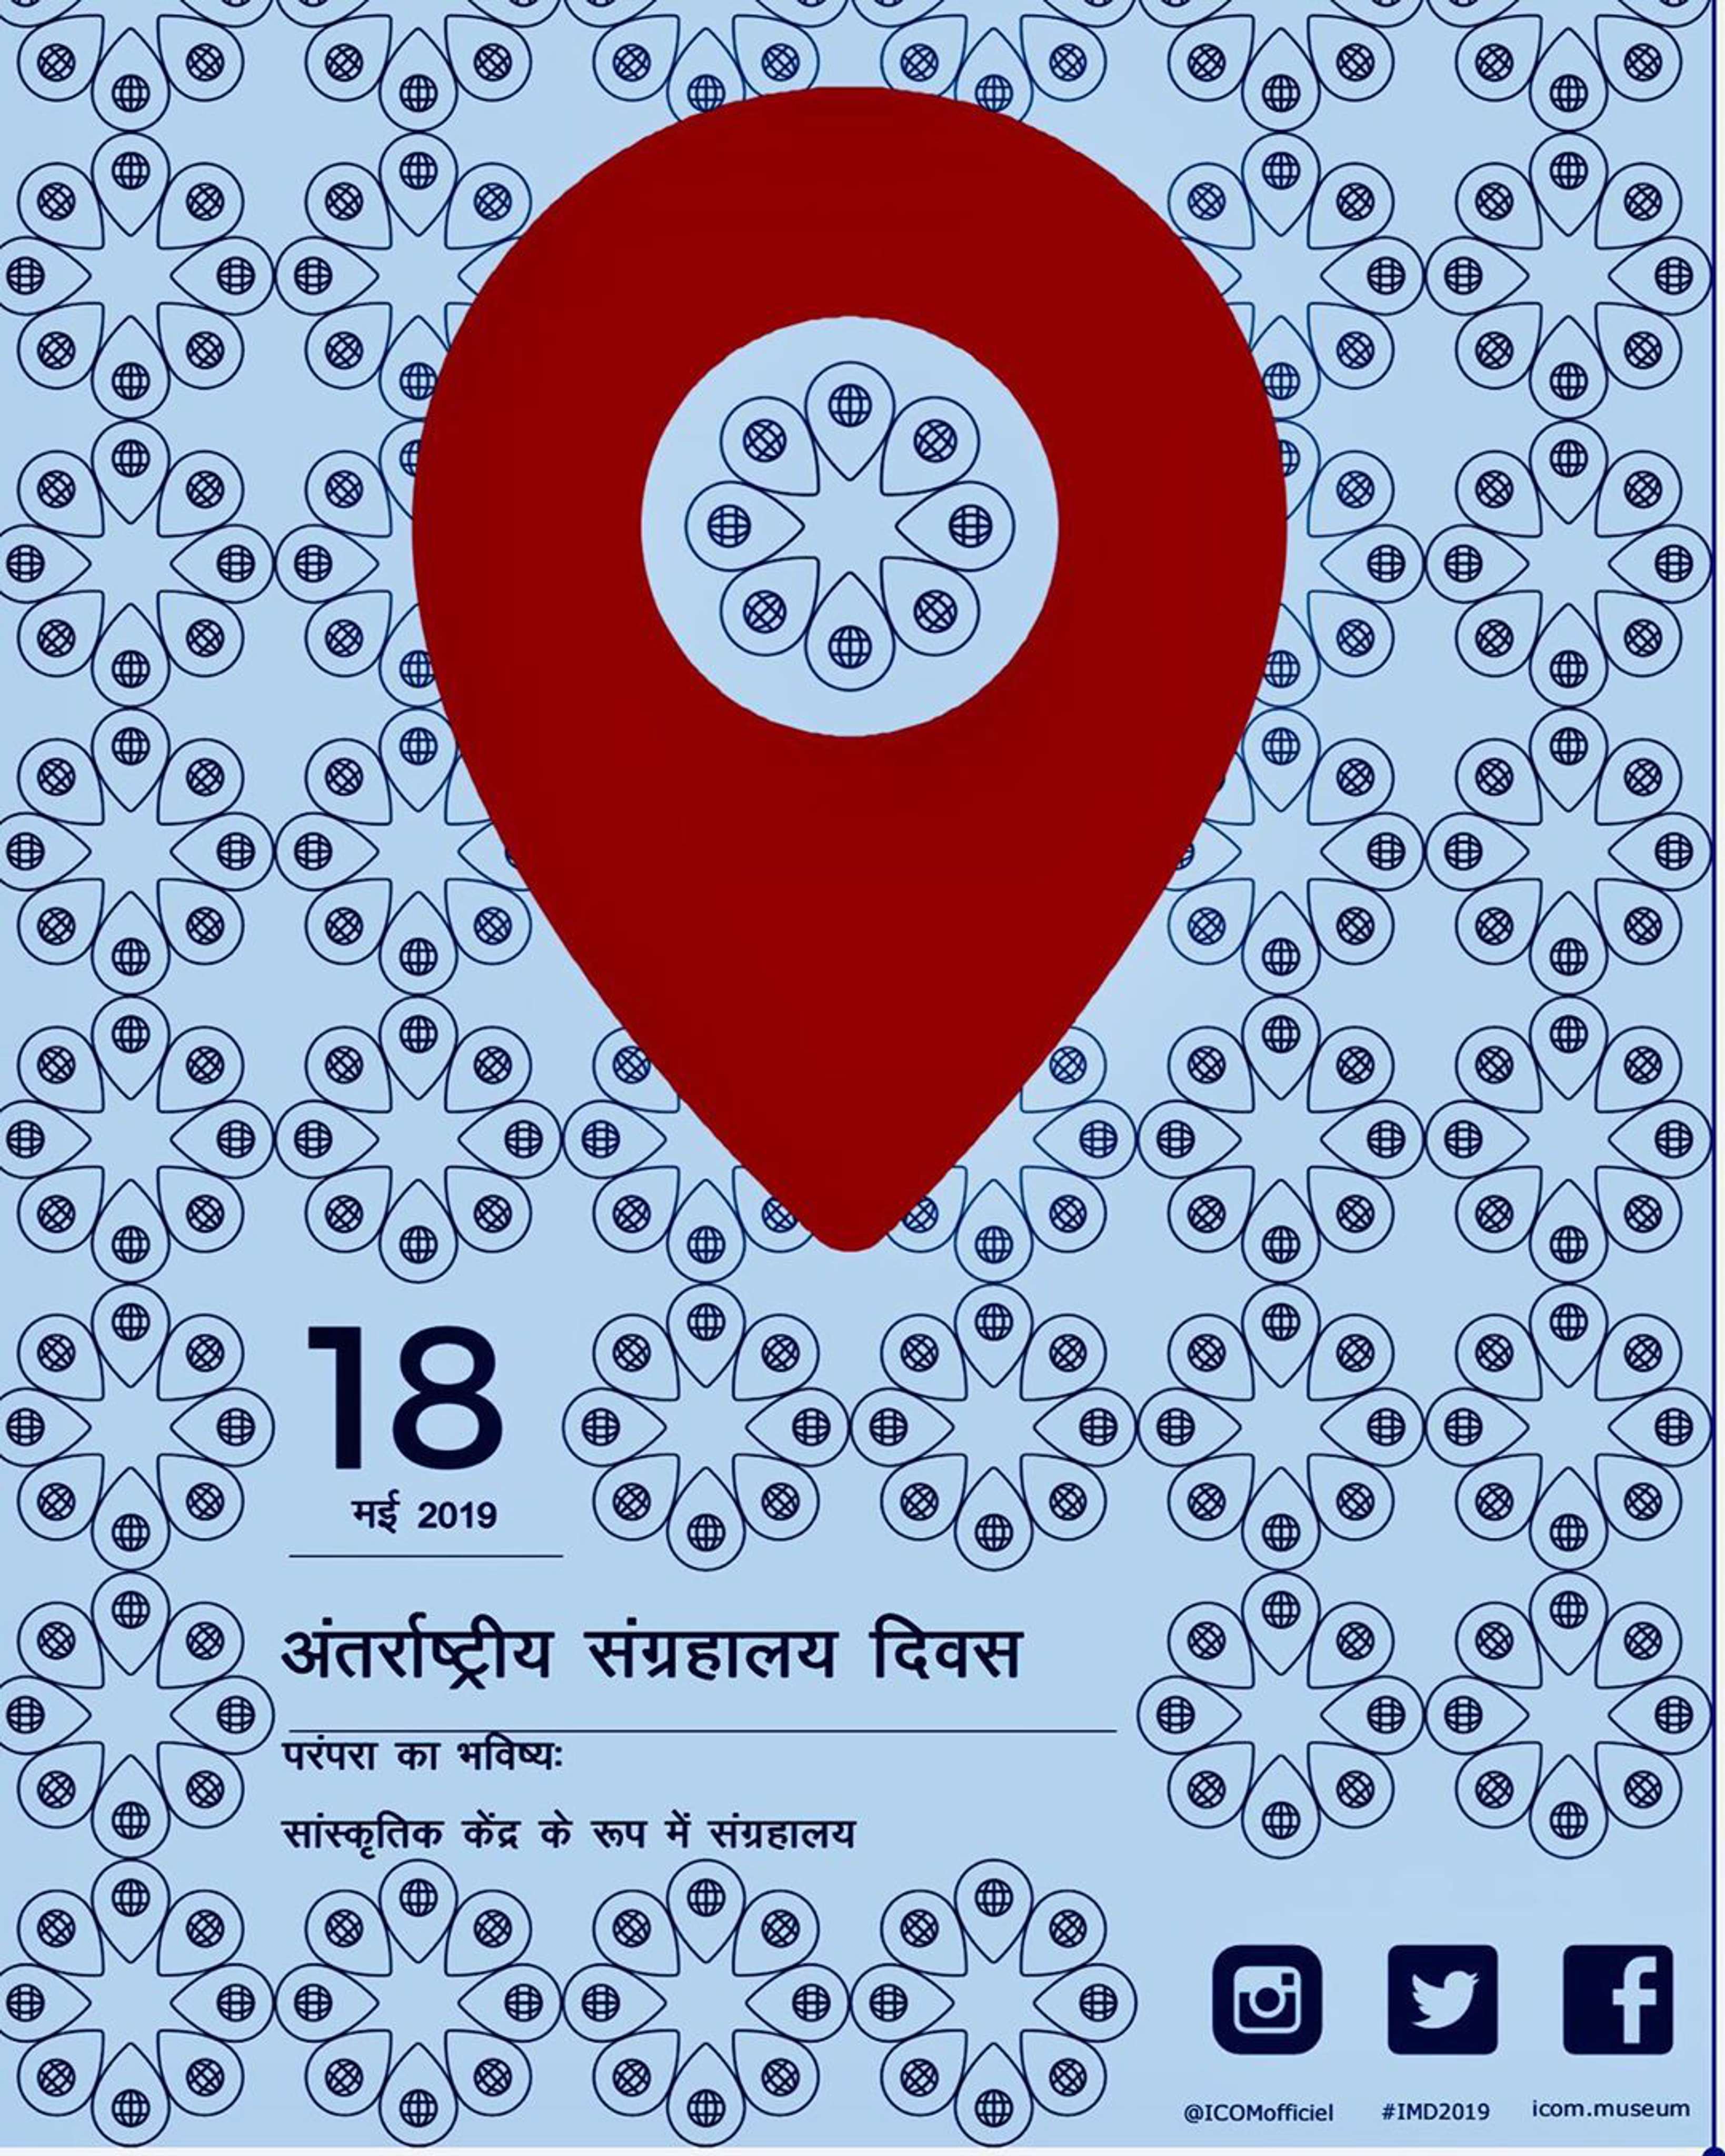 18
मई 2019
अंतर्राष्ट्रीय संग्रहालय दिवस
परंपरा का भविष्य:
सांस्कृतिक केंद्र के रूप में संग्रहालय
@ICOMofficiel #IMD2019 icom.museum